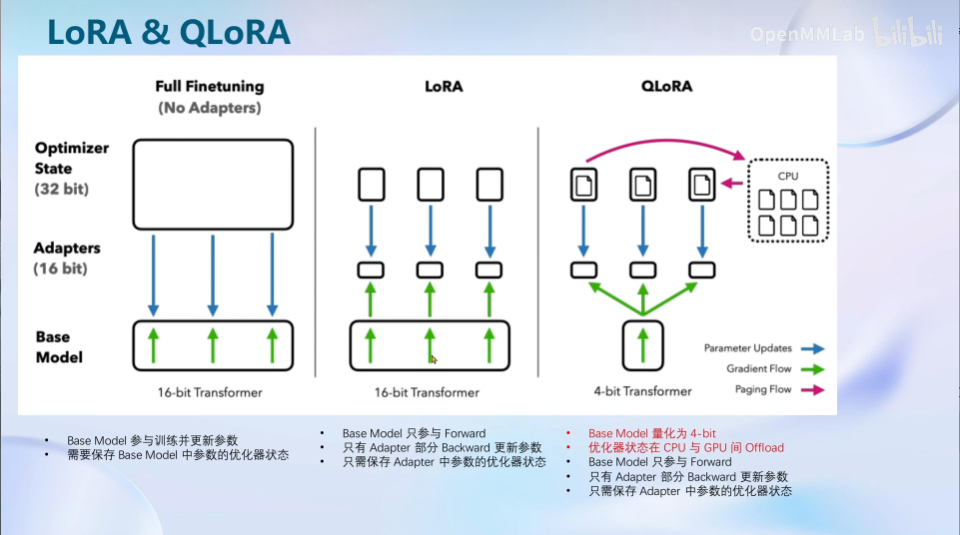 LoRA & QLoRA
OpenMMLab bilibili
Full Finetuning
(No Adapters)
LoRA
QLoRA
Optimizer
State
(32 bit)
CPU
Adapters
(16 bit)
Base
Model
Parameter Updates
Gradient Flow
Paging Flow
16-bit Transformer
16-bit Transformer
4-bit Transformer
• Base Model 参与训练并更新参数
• 需要保存 Base Model 中参数的优化器状态
• Base Model 只参与 Forward
• 只有 Adapter 部分 Backward 更新参数
• 只需保存 Adapter 中参数的优化器状态
• Base Model 量化为 4-bit
• 优化器状态在 CPU 与 GPU 间 Offload
• Base Model 只参与 Forward
• 只有 Adapter 部分 Backward 更新参数
• 只需保存 Adapter 中参数的优化器状态